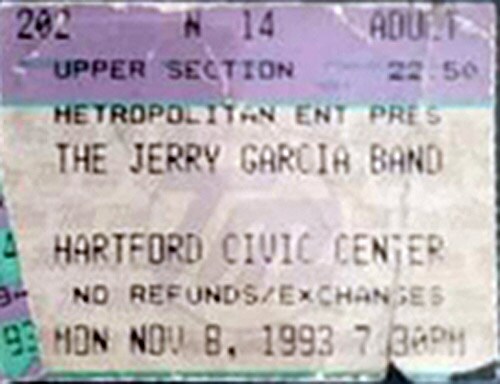 202 N 14 ADULT
UPPER SECTION 22.50
METROPOLITAN ENT PRES
THE JERRY GARCIA BAND
HARTFORD CIVIC CENTER
NO REFUNDS/EXCHANGES
93 MON NOV 8, 1993 7:30PM